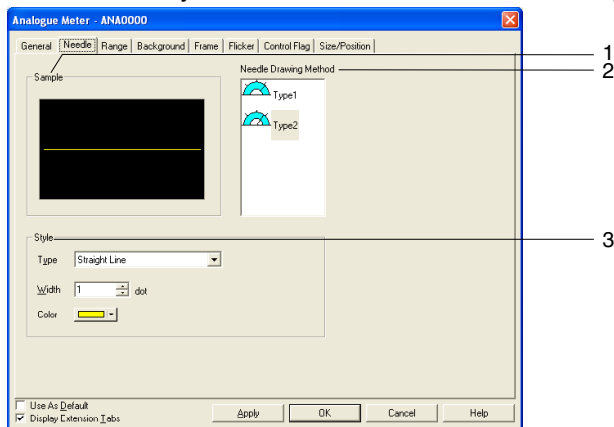 Analogue Meter - ANA0000
General Needle Range Background Frame Flicker Control Flag Size/Position
1
Sample
Needle Drawing Method
2
Type1
Type2
Style
3
Type Straight Line
Width 1 dot
Color
Use As Default
Display Extension Tabs
Apply OK Cancel Help